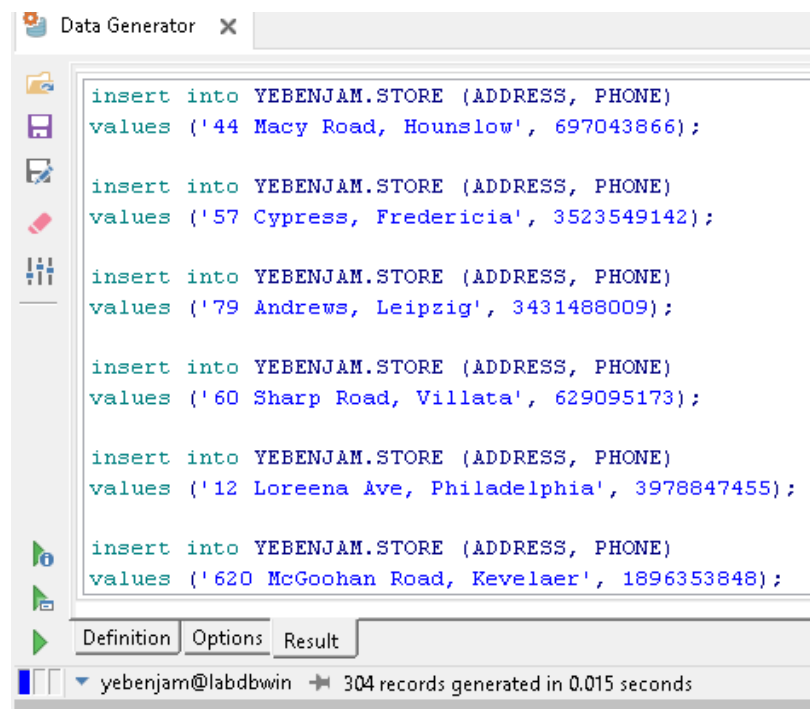 Data Generator
insert into YEBENJAM.STORE (ADDRESS, PHONE)
values ('44 Macy Road, Hounslow', 697043866);
insert into YEBENJAM.STORE (ADDRESS, PHONE)
values ('57 Cypress, Fredericia', 3523549142);
insert into YEBENJAM.STORE (ADDRESS, PHONE)
values ('79 Andrews, Leipzig', 3431488009);
insert into YEBENJAM.STORE (ADDRESS, PHONE)
values ('60 Sharp Road, Villata', 629095173);
insert into YEBENJAM.STORE (ADDRESS, PHONE)
values ('12 Loreena Ave, Philadelphia', 3978847455);
insert into YEBENJAM.STORE (ADDRESS, PHONE)
values ('620 McGoohan Road, Kevelaer', 1896353848);
Definition Options Result
yebenjam@labdbwin 304 records generated in 0.015 seconds